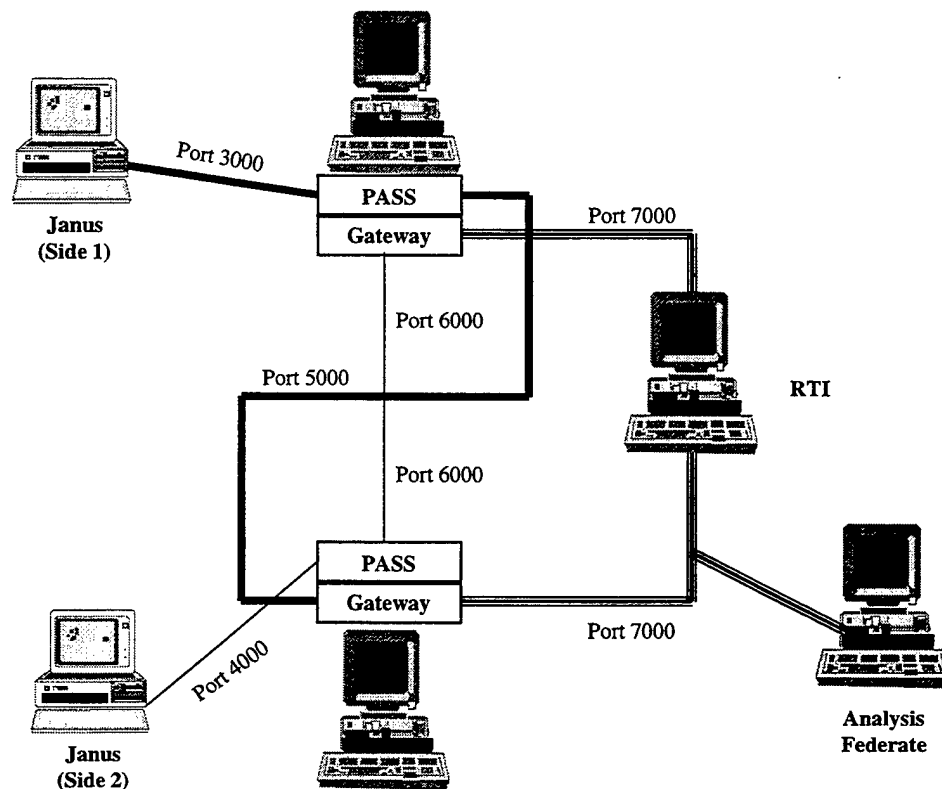 Port 3000
Janus
(Side 1)
PASS
Gateway
Port 7000
Port 6000
Port 5000
RTI
Port 6000
PASS
Gateway
Port 7000
Port 4000
Janus
(Side 2)
Analysis
Federate